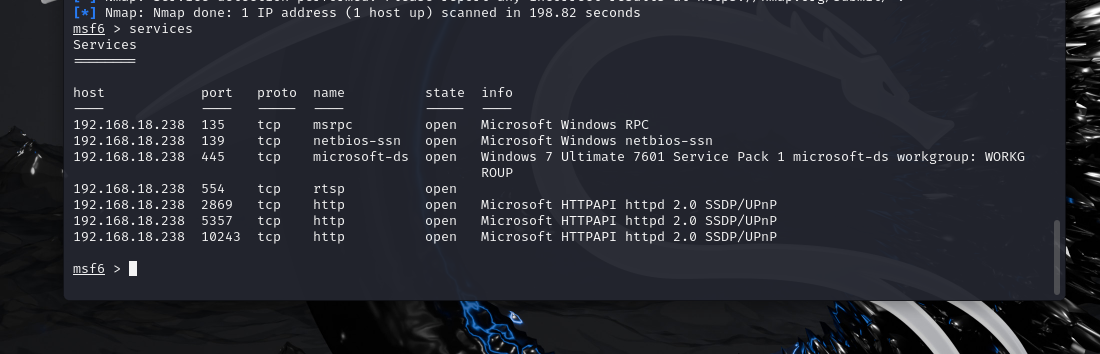 [*] Nmap: Nmap done: 1 IP address (1 host up) scanned in 198.82 seconds
msf6 > services
Services
========
host port proto name state info
---- ---- ----- ---- ----- ----
192.168.18.238 135 tcp msrpc open Microsoft Windows RPC
192.168.18.238 139 tcp netbios-ssn open Microsoft Windows netbios-ssn
192.168.18.238 445 tcp microsoft-ds open Windows 7 Ultimate 7601 Service Pack 1 microsoft-ds workgroup: WORKG
ROUP
192.168.18.238 554 tcp rtsp open
192.168.18.238 2869 tcp http open Microsoft HTTPAPI httpd 2.0 SSDP/UPnP
192.168.18.238 5357 tcp http open Microsoft HTTPAPI httpd 2.0 SSDP/UPnP
192.168.18.238 10243 tcp http open Microsoft HTTPAPI httpd 2.0 SSDP/UPnP
msf6 >